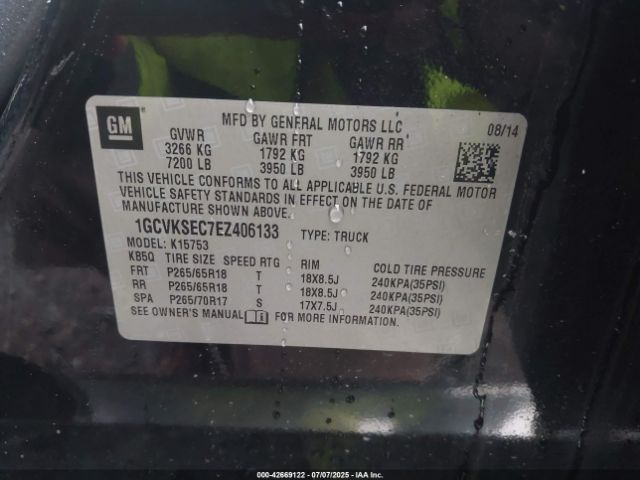 GM
MFD BY GENERAL MOTORS LLC
08/14
GVWR GAWR FRT GAWR RR
3266 KG 1792 KG 1792 KG
7200 LB 3950 LB 3950 LB
THIS VEHICLE CONFORMS TO ALL APPLICABLE U.S. FEDERAL MOTOR
VEHICLE SAFETY STANDARDS IN EFFECT ON THE DATE OF
MANUFACTURE SHOWN ABOVE.
1GCVKSEC7EZ406133 TYPE: TRUCK
MODEL: K15753
KB5Q TIRE SIZE SPEED RTG RIM COLD TIRE PRESSURE
FRT P265/65R18 T 18X8.5J 240KPA(35PSI)
RR P265/65R18 T 18X8.5J 240KPA(35PSI)
SPA P265/70R17 S 17X7.5J 240KPA(35PSI)
SEE OWNER'S MANUAL FOR MORE INFORMATION.
000-42669122 - 07/07/2025 - IAA Inc.